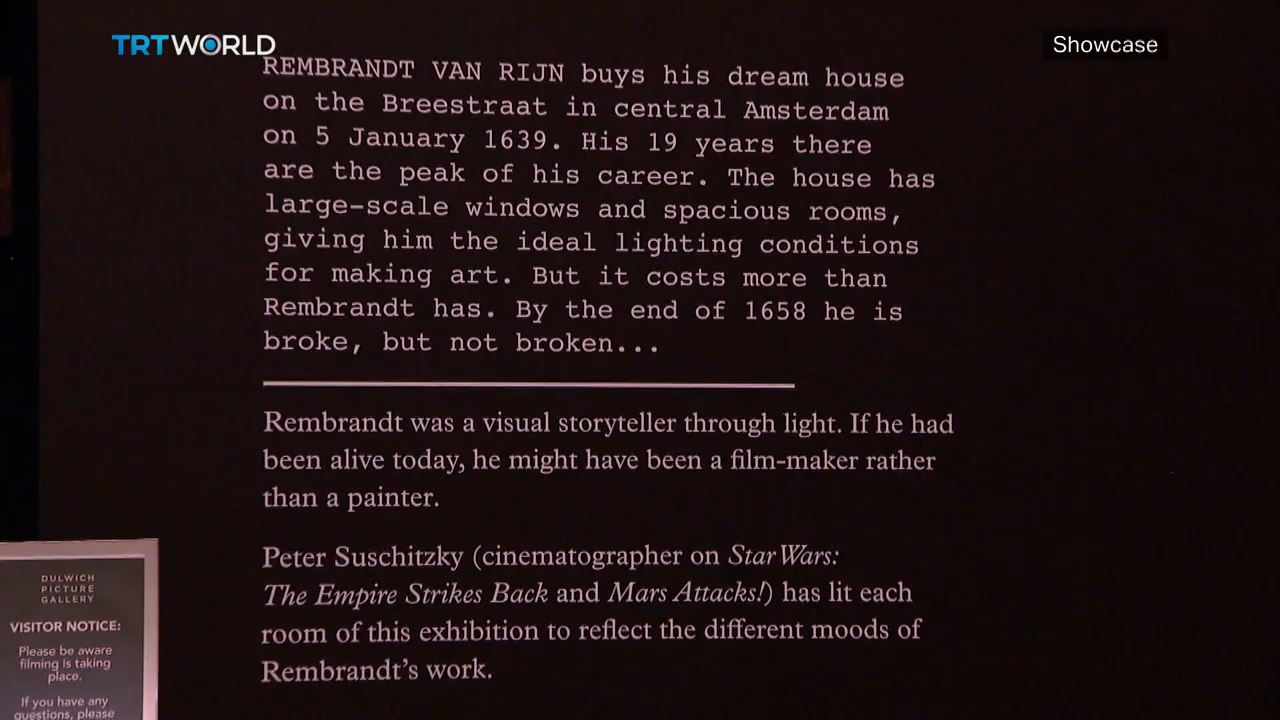 TRT WORLD
Showcase
REMBRANDT VAN RIJN buys his dream house
on the Breestraat in central Amsterdam
on 5 January 1639. His 19 years there
are the peak of his career. The house has
large-scale windows and spacious rooms,
giving him the ideal lighting conditions
for making art. But it costs more than
Rembrandt has. By the end of 1658 he is
broke, but not broken...
Rembrandt was a visual storyteller through light. If he had
been alive today, he might have been a film-maker rather
than a painter.
Peter Suschitzky (cinematographer on Star Wars:
The Empire Strikes Back and Mars Attacks!) has lit each
room of this exhibition to reflect the different moods of
Rembrandt's work.
DULWICH
PICTURE
GALLERY
VISITOR NOTICE:
Please be aware
filming is taking
place.
If you have any
questions, please